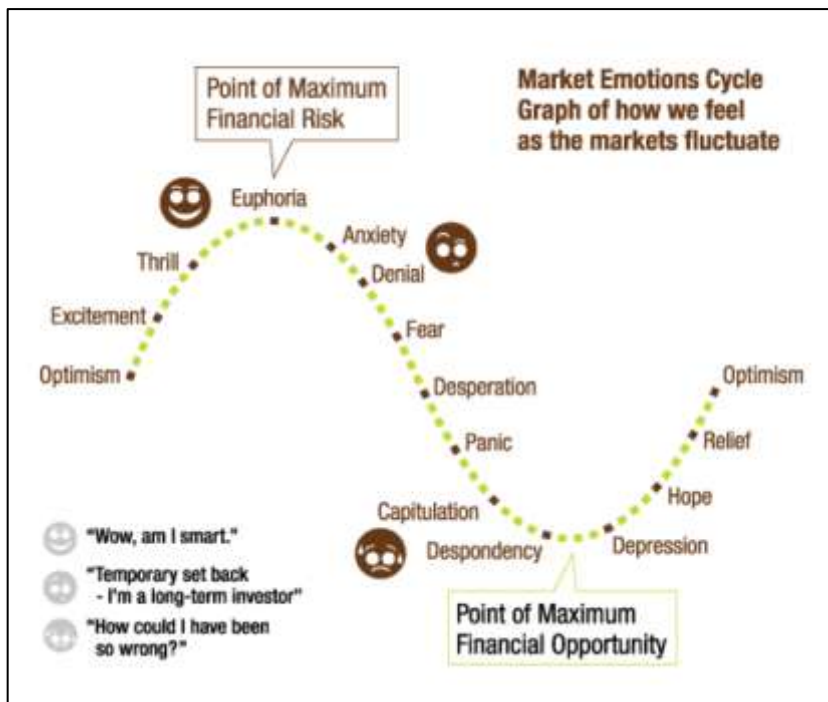 Market Emotions Cycle
Graph of how we feel
as the markets fluctuate
Point of Maximum
Financial Risk
Euphoria
Thrill
Anxiety
Denial
Excitement
Fear
Optimism
Desperation
Optimism
Panic
Relief
Capitulation
Hope
Despondency
Depression
"Wow, am I smart."
"Temporary set back
- I'm a long-term investor"
"How could I have been
so wrong?"
Point of Maximum
Financial Opportunity